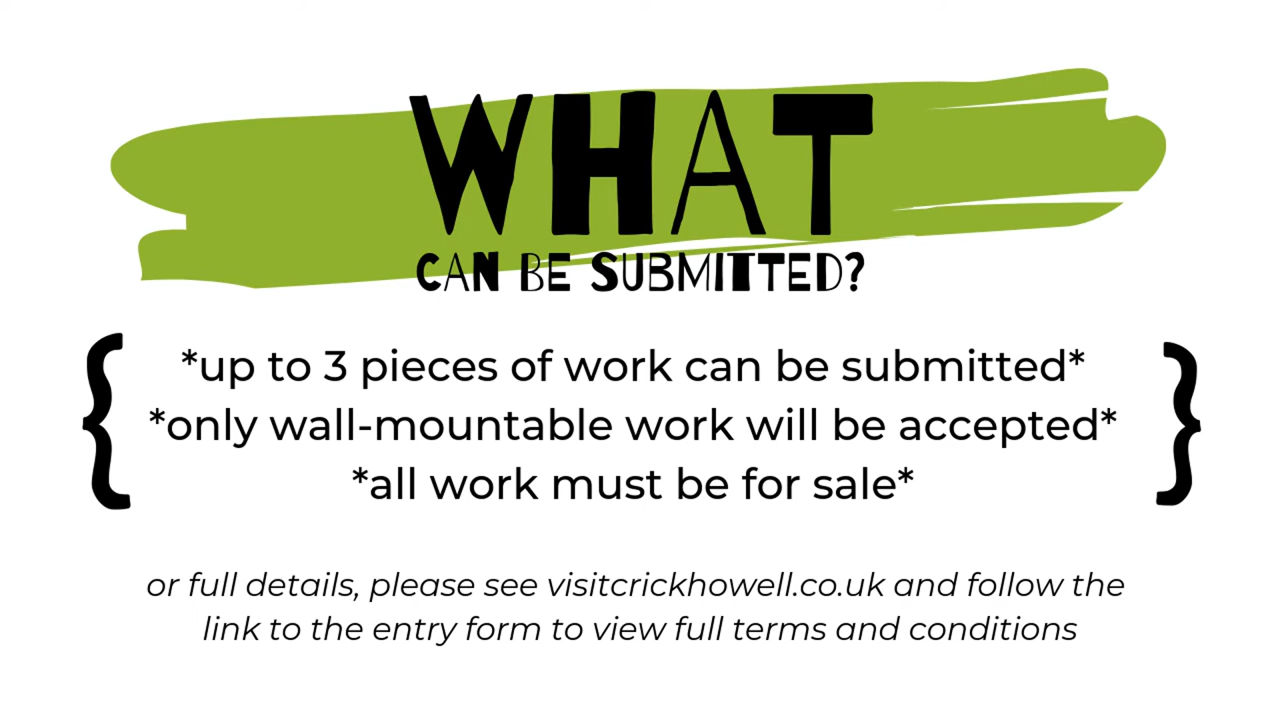 WHAT
CAN BE SUBMITTED?
*up to 3 pieces of work can be submitted*
*only wall-mountable work will be accepted*
*all work must be for sale*
or full details, please see visitcrickhowell.co.uk and follow the
link to the entry form to view full terms and conditions